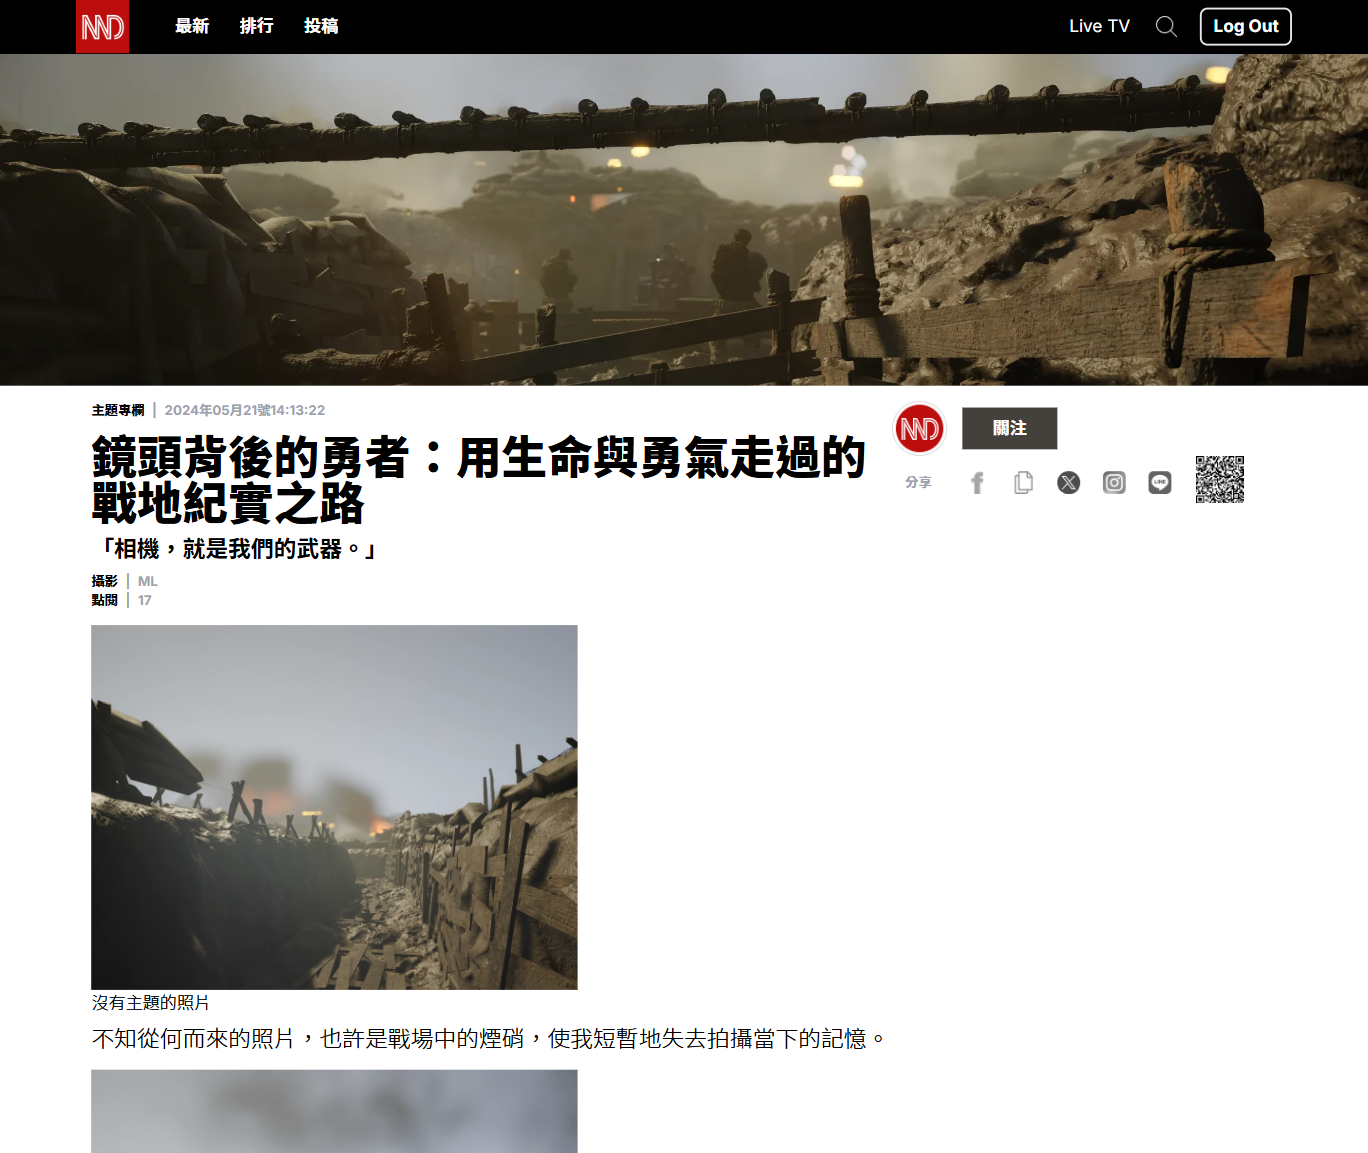 NND 最新 排行 投稿 Live TV Log Out
主題專欄 | 2024年05月21號14:13:22
鏡頭背後的勇者：用生命與勇氣走過的
戰地紀實之路
「相機，就是我們的武器。」
攝影 | ML
點閱 | 17
NND 關注
分享 LINE
沒有主題的照片
不知從何而來的照片，也許是戰場中的煙硝，使我短暫地失去拍攝當下的記憶。